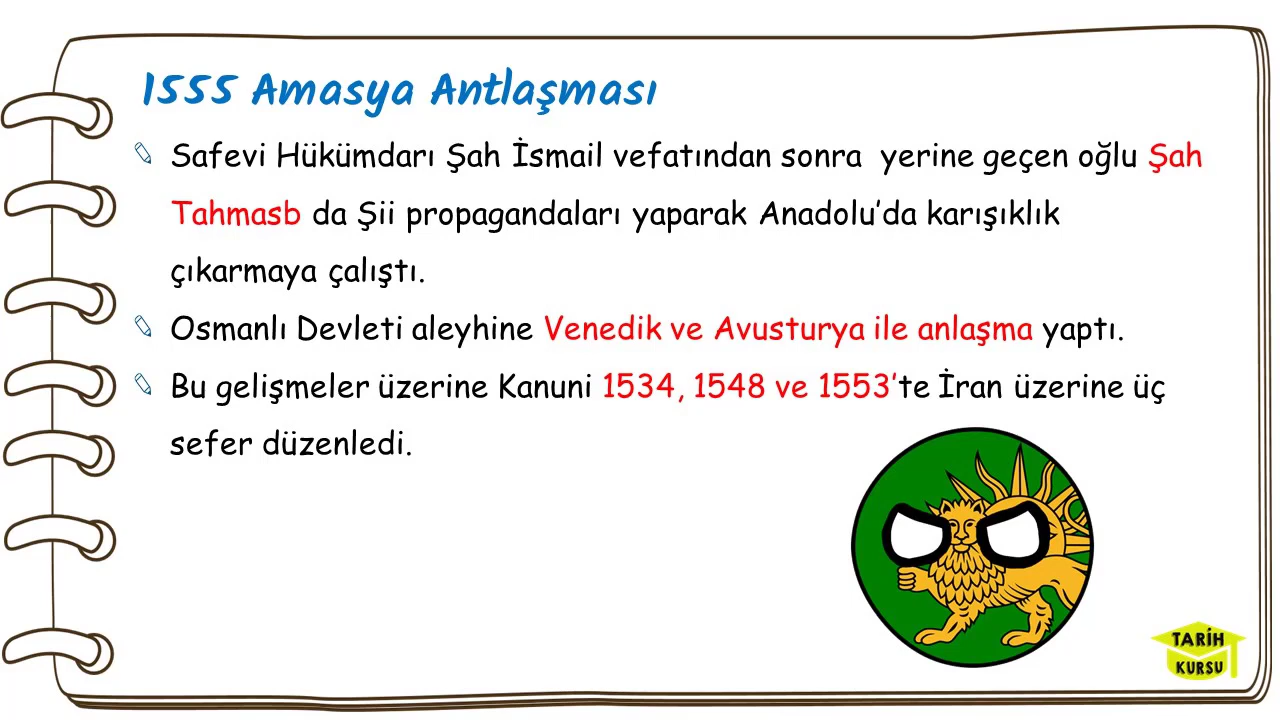 1555 Amasya Antlaşması
Safevi Hükümdarı Şah İsmail vefatından sonra yerine geçen oğlu Şah
Tahmasb da Şii propagandaları yaparak Anadolu'da karışıklık
çıkarmaya çalıştı.
Osmanlı Devleti aleyhine Venedik ve Avusturya ile anlaşma yaptı.
Bu gelişmeler üzerine Kanuni 1534, 1548 ve 1553'te İran üzerine üç
sefer düzenledi.
TARİH
KURSU